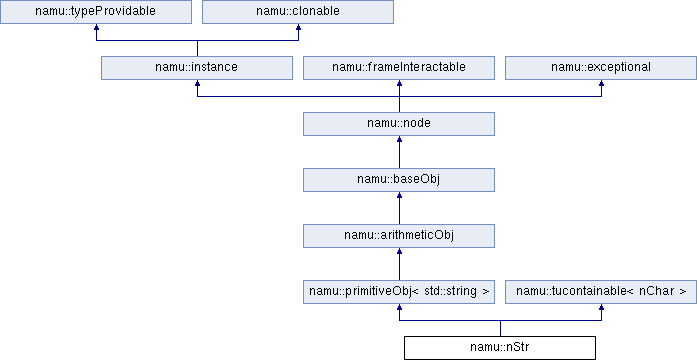 namu::typeProvidable
namu::clonable
namu::instance
namu::frameInteractable
namu::exceptional
namu::node
namu::baseObj
namu::arithmeticObj
namu::primitiveObj< std::string >
namu::tucontainable< nChar >
namu::nStr